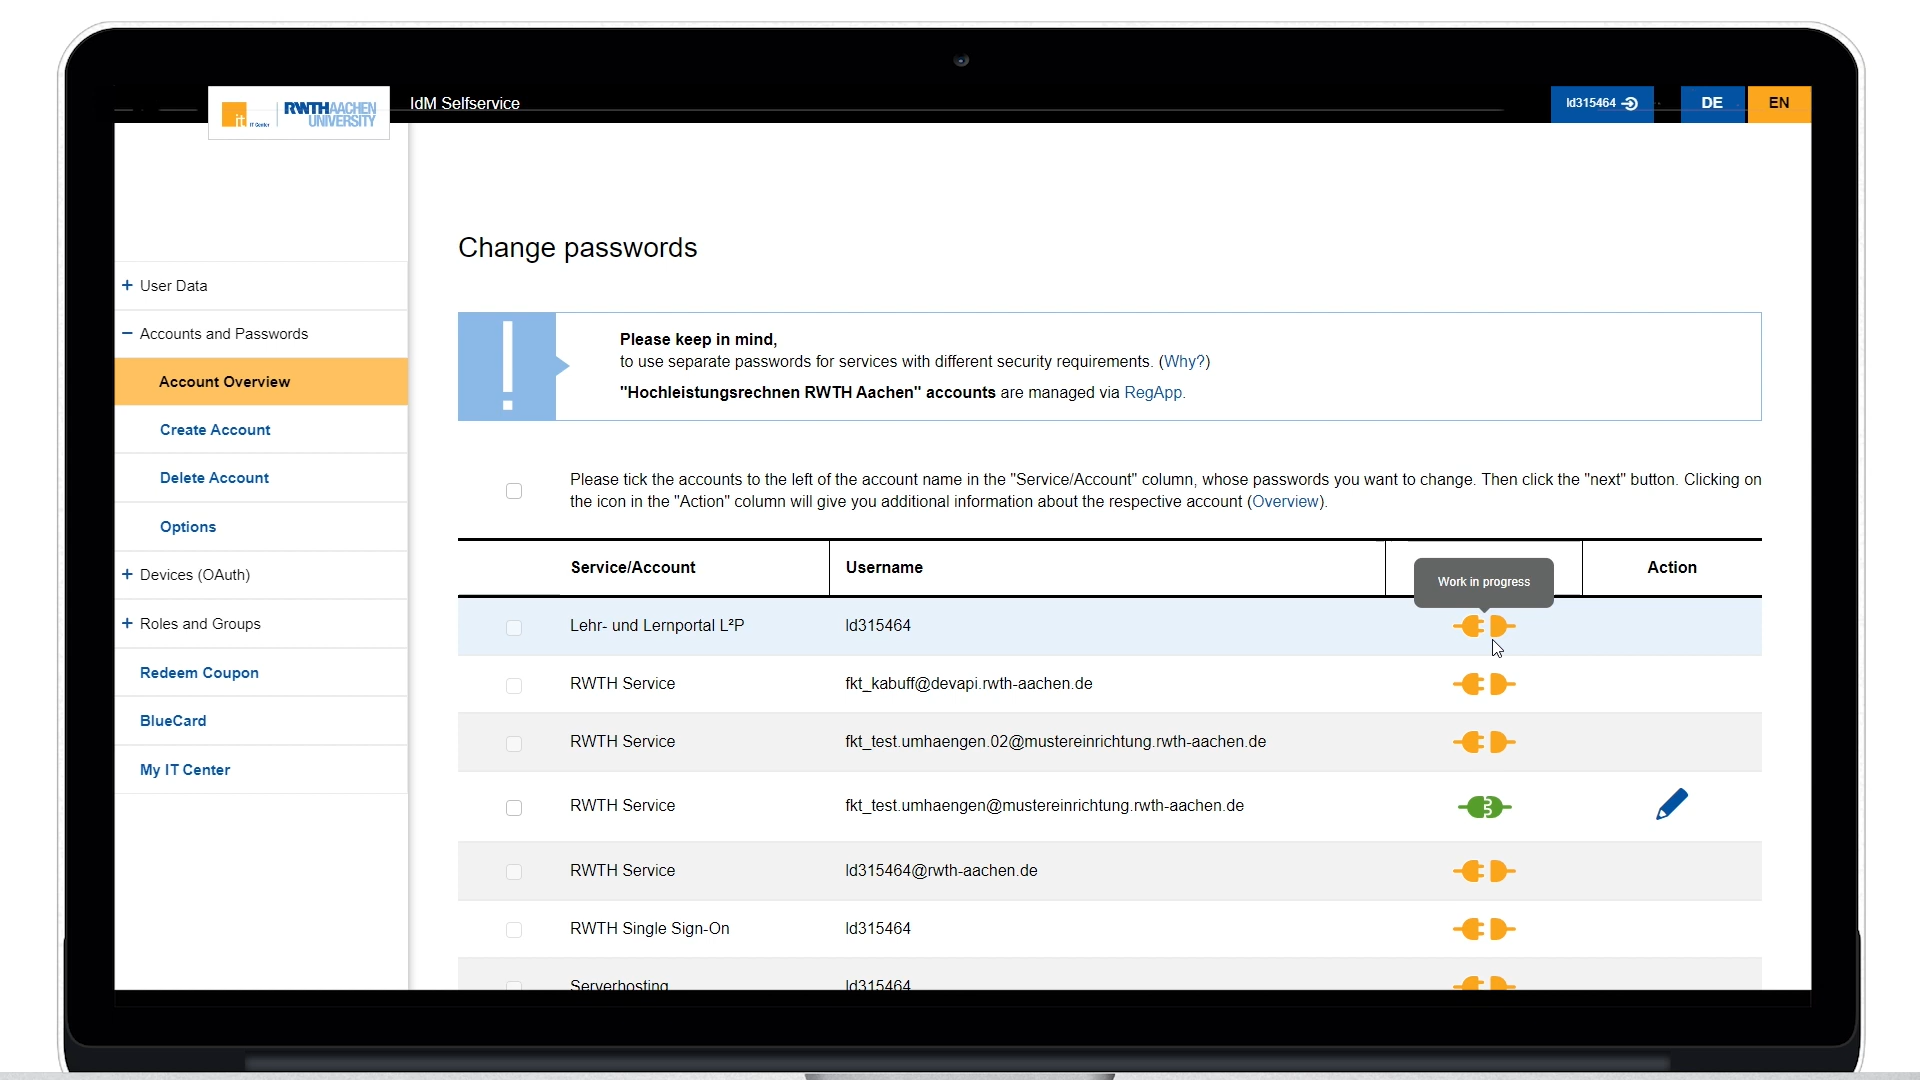 it IT Center RWTHAACHEN
UNIVERSITY
IdM Selfservice
ld315464
DE
EN
+ User Data
− Accounts and Passwords
Account Overview
Create Account
Delete Account
Options
+ Devices (OAuth)
+ Roles and Groups
Redeem Coupon
BlueCard
My IT Center
Change passwords
!
Please keep in mind,
to use separate passwords for services with different security requirements. (Why?)
"Hochleistungsrechnen RWTH Aachen" accounts are managed via RegApp.
Please tick the accounts to the left of the account name in the "Service/Account" column, whose passwords you want to change. Then click the "next" button. Clicking on
the icon in the "Action" column will give you additional information about the respective account (Overview).
Service/Account Username Action
Work in progress
Lehr- und Lernportal L²P ld315464
RWTH Service fkt_kabuff@devapi.rwth-aachen.de
RWTH Service fkt_test.umhaengen.02@mustereinrichtung.rwth-aachen.de
RWTH Service fkt_test.umhaengen@mustereinrichtung.rwth-aachen.de
RWTH Service ld315464@rwth-aachen.de
RWTH Single Sign-On ld315464
Serverhosting ld315464